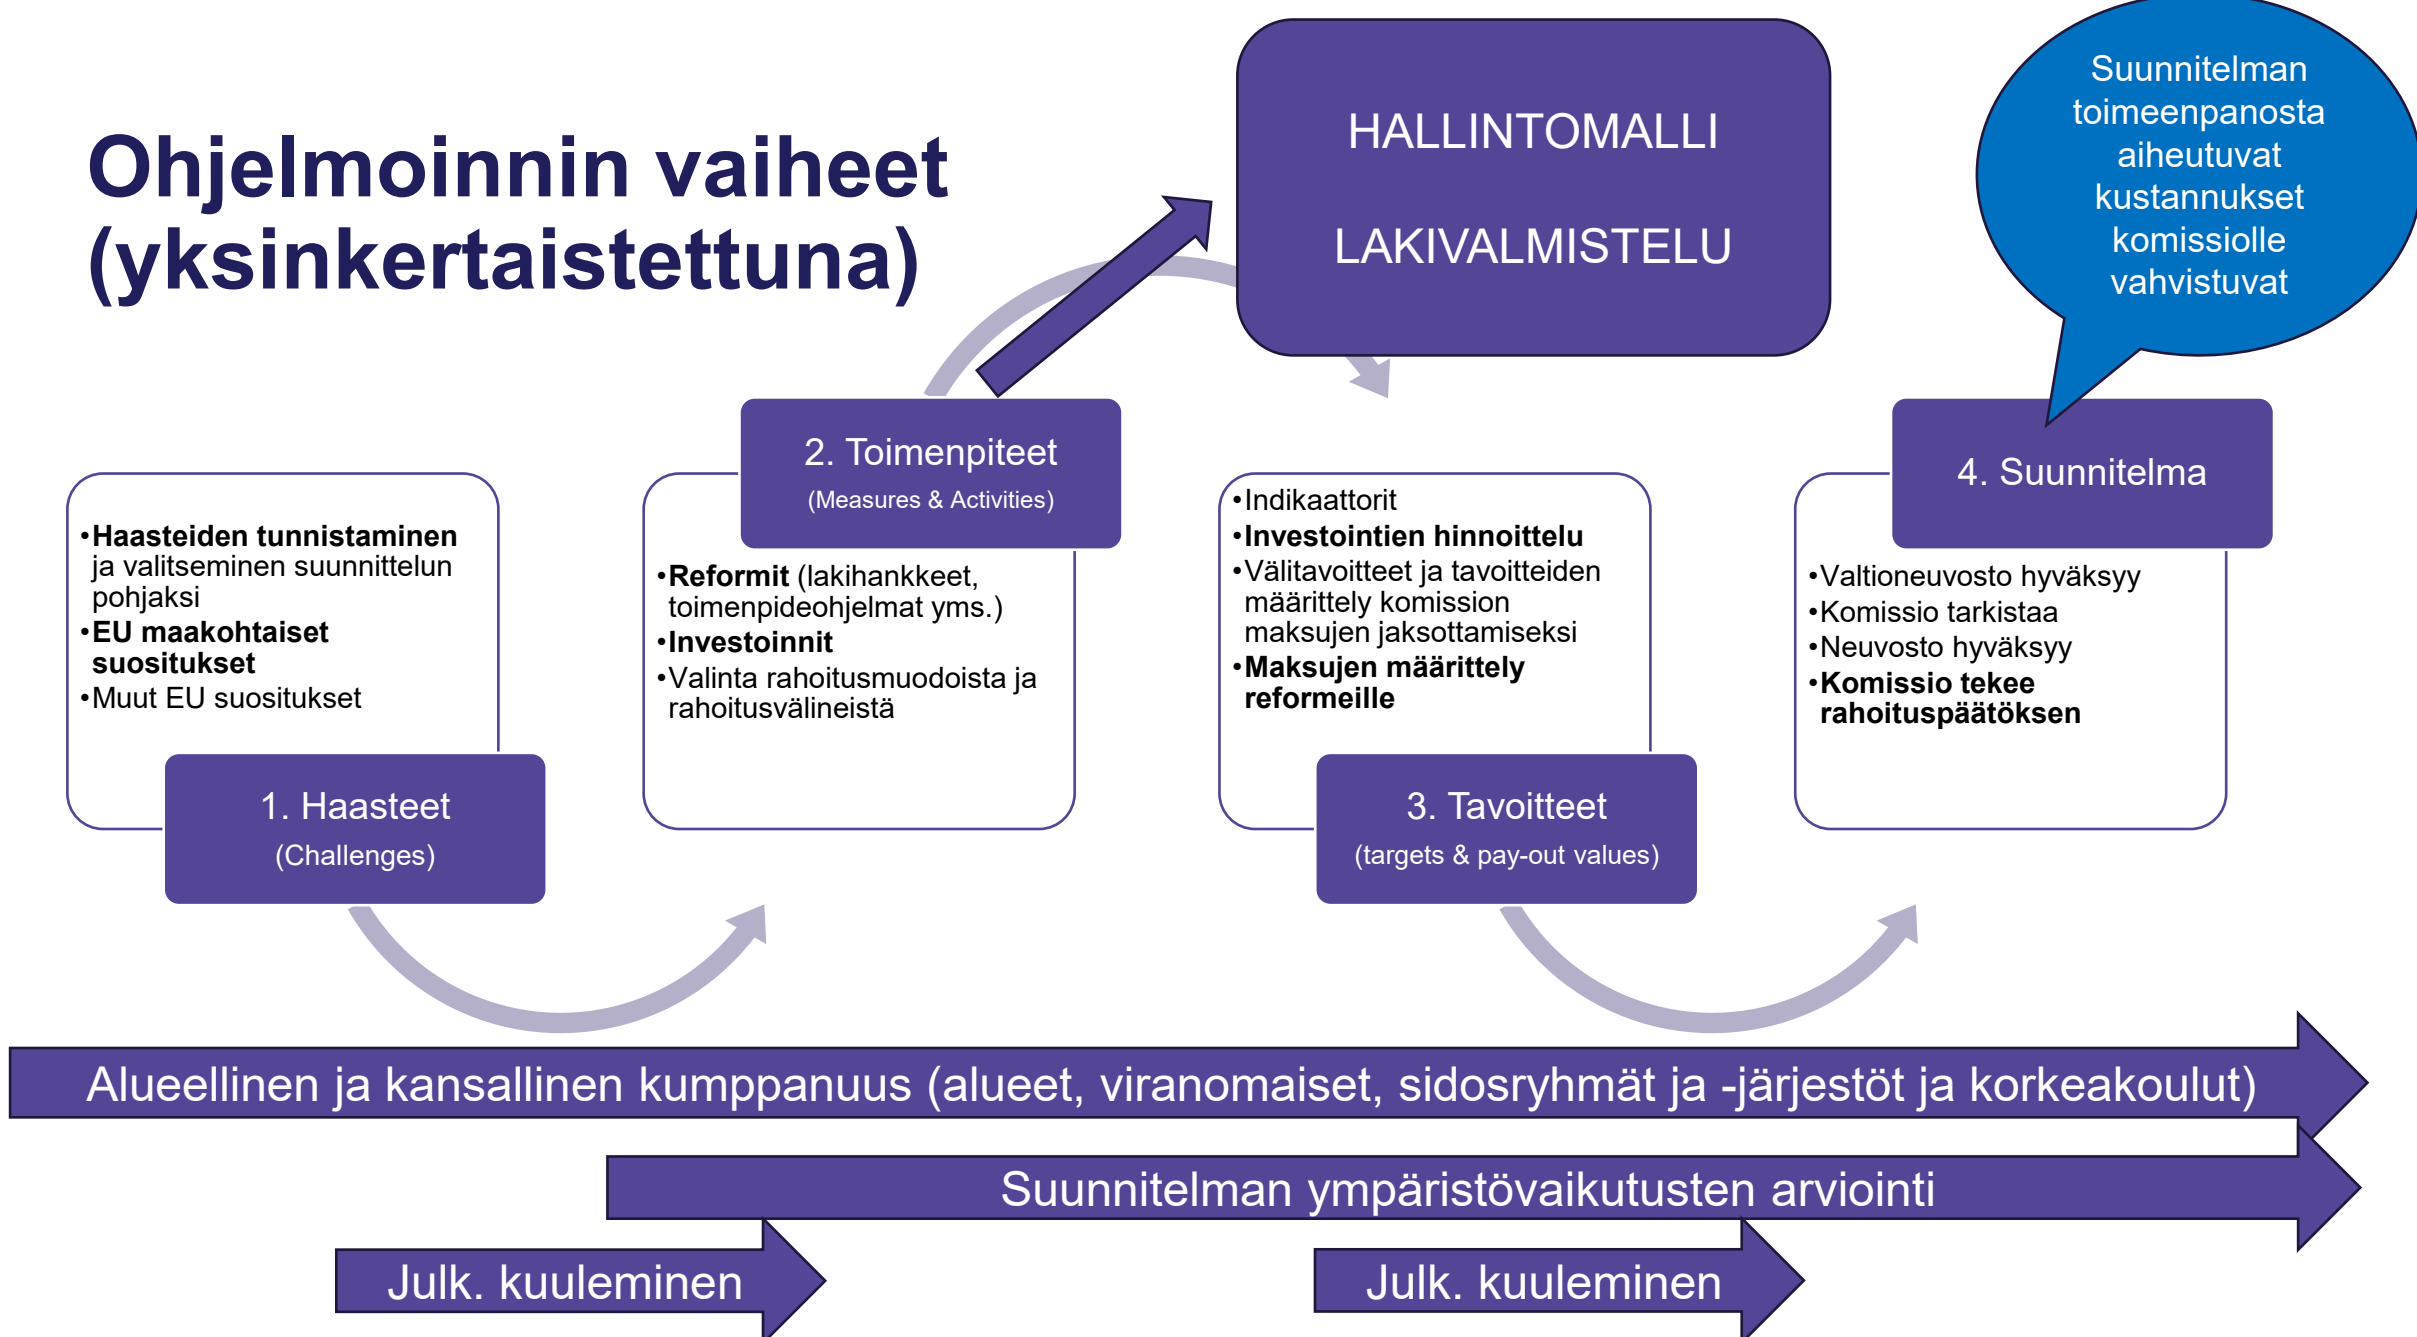 Ohjelmoinnin vaiheet
(yksinkertaistettuna)
HALLINTOMALLI
LAKIVALMISTELU
Suunnitelman
toimeenpanosta
aiheutuvat
kustannukset
komissiolle
vahvistuvat
•Haasteiden tunnistaminen
ja valitseminen suunnittelun
pohjaksi
•EU maakohtaiset
suositukset
•Muut EU suositukset
1. Haasteet
(Challenges)
2. Toimenpiteet
(Measures & Activities)
•Reformit (lakihankkeet,
toimenpideohjelmat yms.)
•Investoinnit
•Valinta rahoitusmuodoista ja
rahoitusvälineistä
•Indikaattorit
•Investointien hinnoittelu
•Välitavoitteet ja tavoitteiden
määrittely komission
maksujen jaksottamiseksi
•Maksujen määrittely
reformeille
3. Tavoitteet
(targets & pay-out values)
4. Suunnitelma
•Valtioneuvosto hyväksyy
•Komissio tarkistaa
•Neuvosto hyväksyy
•Komissio tekee
rahoituspäätöksen
Alueellinen ja kansallinen kumppanuus (alueet, viranomaiset, sidosryhmät ja -järjestöt ja korkeakoulut)
Suunnitelman ympäristövaikutusten arviointi
Julk. kuuleminen
Julk. kuuleminen